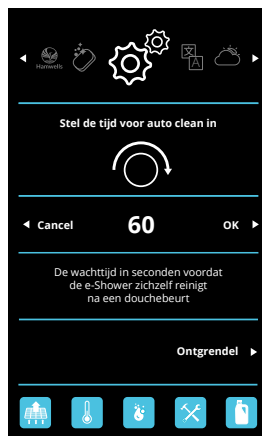 Hamwells
文
A
Stel de tijd voor auto clean in
Cancel 60 OK
De wachttijd in seconden voordat
de e-Shower zichzelf reinigt
na een douchebeurt
Ontgrendel